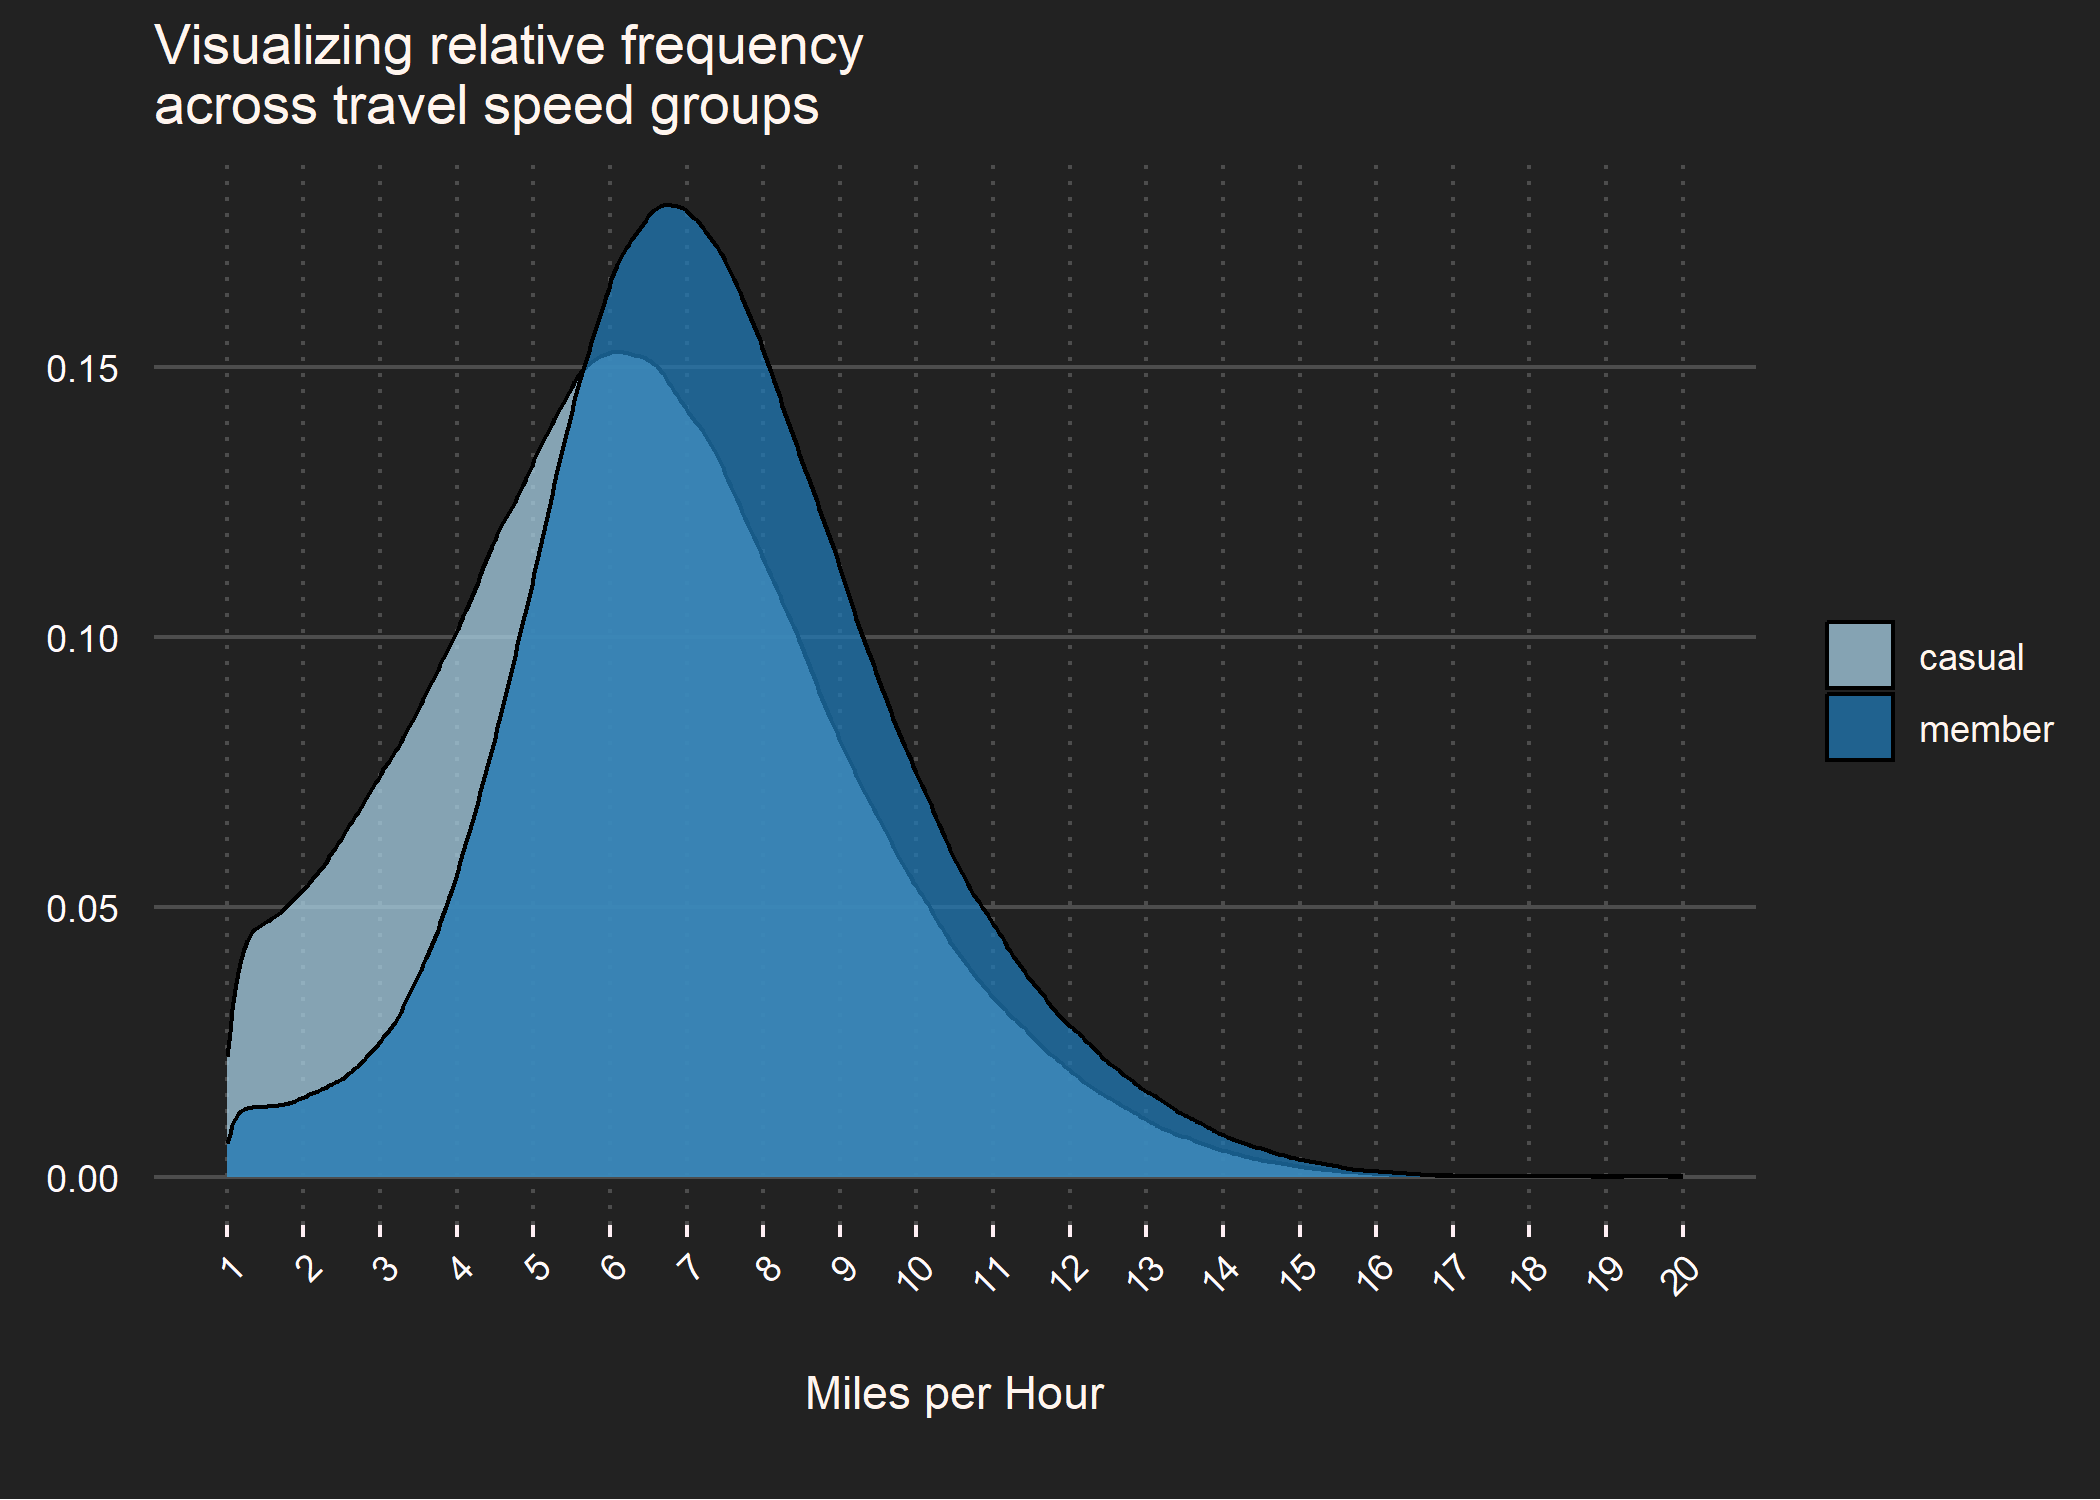 Visualizing relative frequency
across travel speed groups
0.15
0.10
0.05
0.00
casual
member
1 2 3 4 5 6 7 8 9 10 11 12 13 14 15 16 17 18 19 20
Miles per Hour